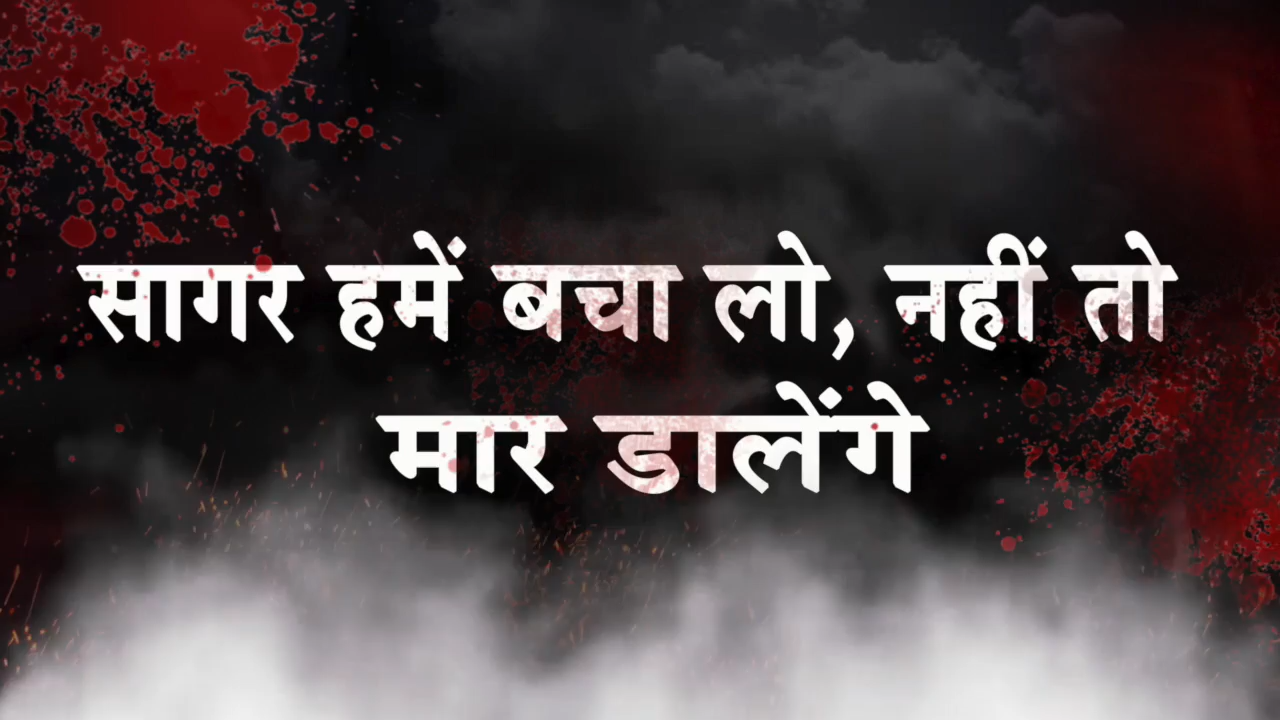 सागर हमें बचा लो, नहीं तो
मार डालेंगे